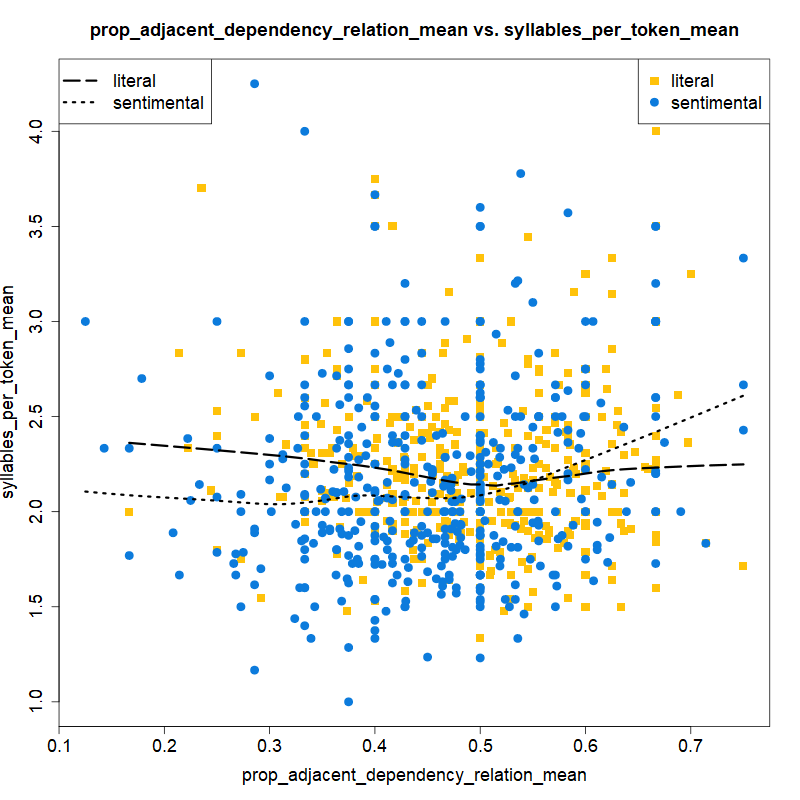 prop_adjacent_dependency_relation_mean vs. syllables_per_token_mean
literal
sentimental
literal
sentimental
syllables_per_token_mean
4.0
3.5
3.0
2.5
2.0
1.5
1.0
0.1 0.2 0.3 0.4 0.5 0.6 0.7
prop_adjacent_dependency_relation_mean